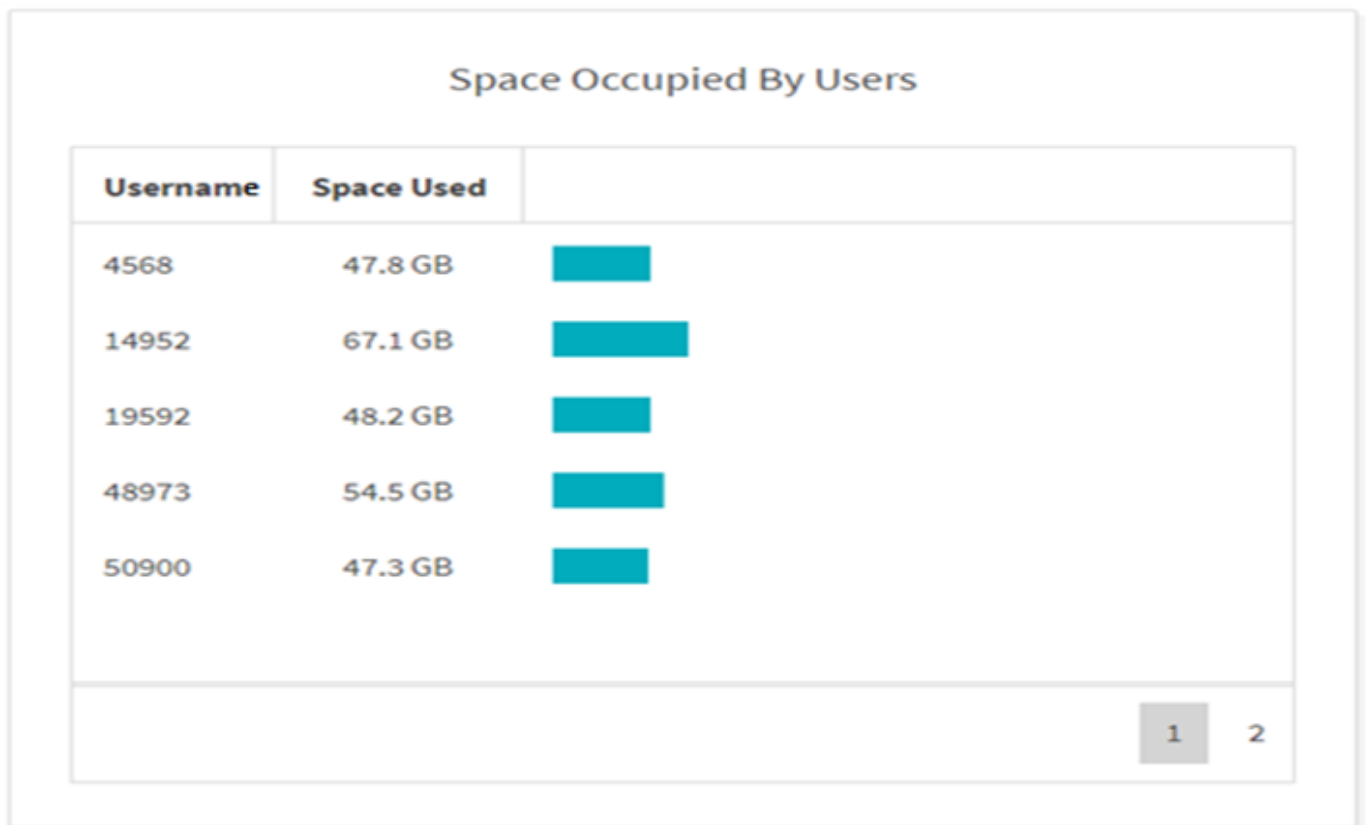 Space Occupied By Users
Username Space Used
4568 47.8 GB
14952 67.1 GB
19592 48.2 GB
48973 54.5 GB
50900 47.3 GB
1 2